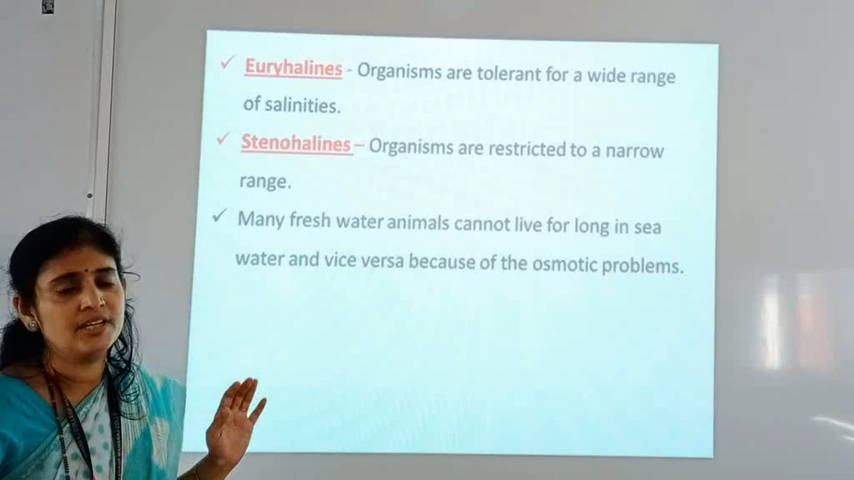 ✓ Euryhalines - Organisms are tolerant for a wide range
of salinities.
✓ Stenohalines – Organisms are restricted to a narrow
range.
✓ Many fresh water animals cannot live for long in sea
water and vice versa because of the osmotic problems.